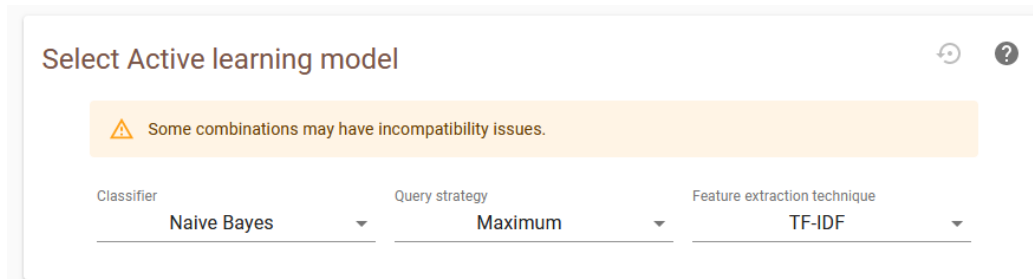 Select Active learning model
Some combinations may have incompatibility issues.
Classifier
Query strategy
Feature extraction technique
Naive Bayes
Maximum
TF-IDF